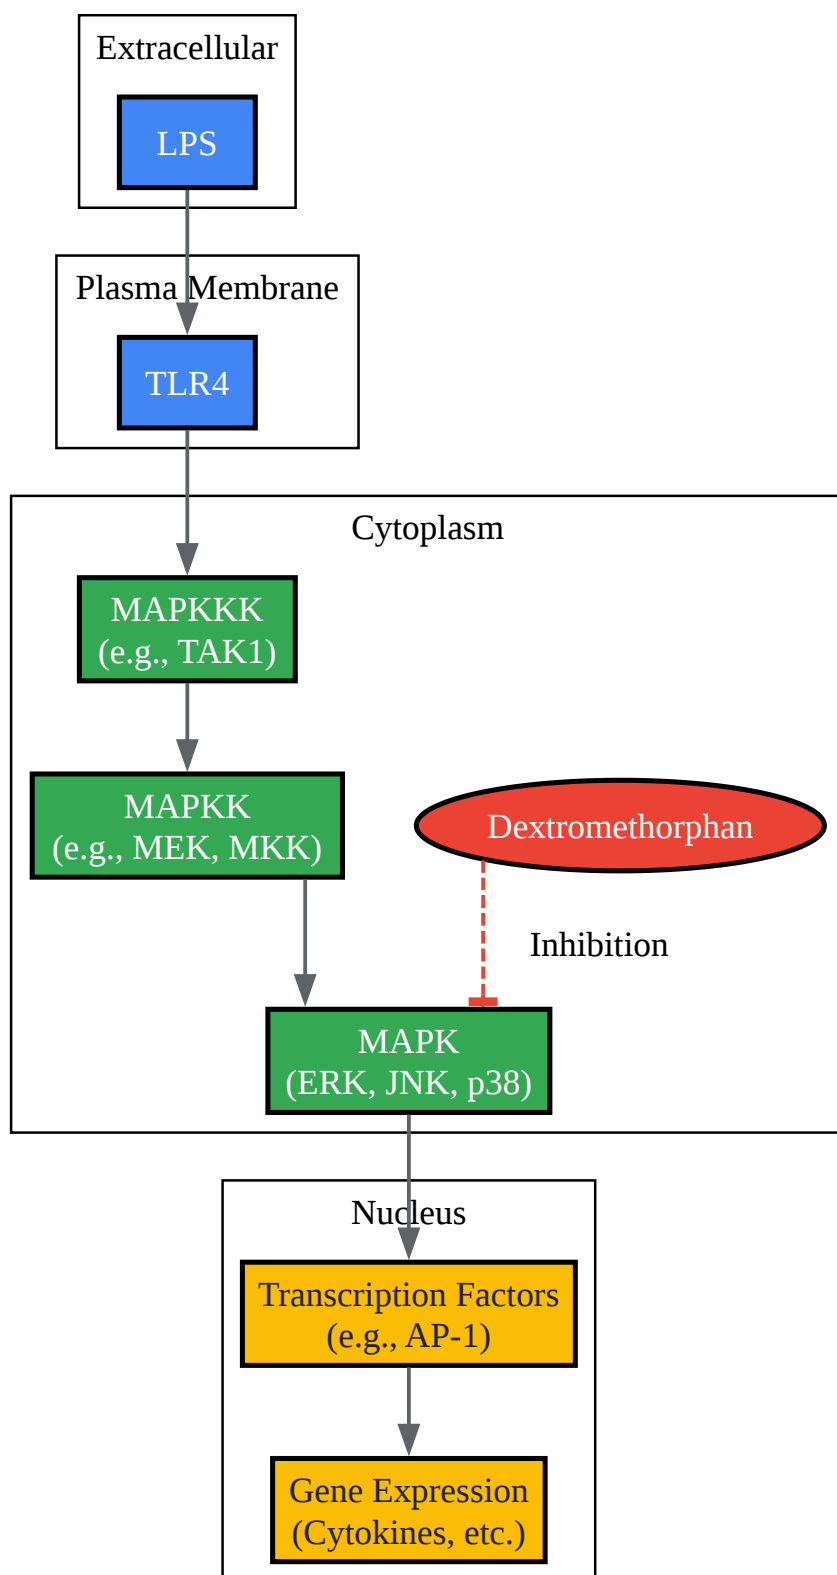 Extracellular
LPS
Plasma Membrane
TLR4
Cytoplasm
MAPKKK
(e.g., TAK1)
MAPKK
(e.g., MEK, MKK)
Dextromethorphan
Inhibition
MAPK
(ERK, JNK, p38)
Nucleus
Transcription Factors
(e.g., AP-1)
Gene Expression
(Cytokines, etc.)